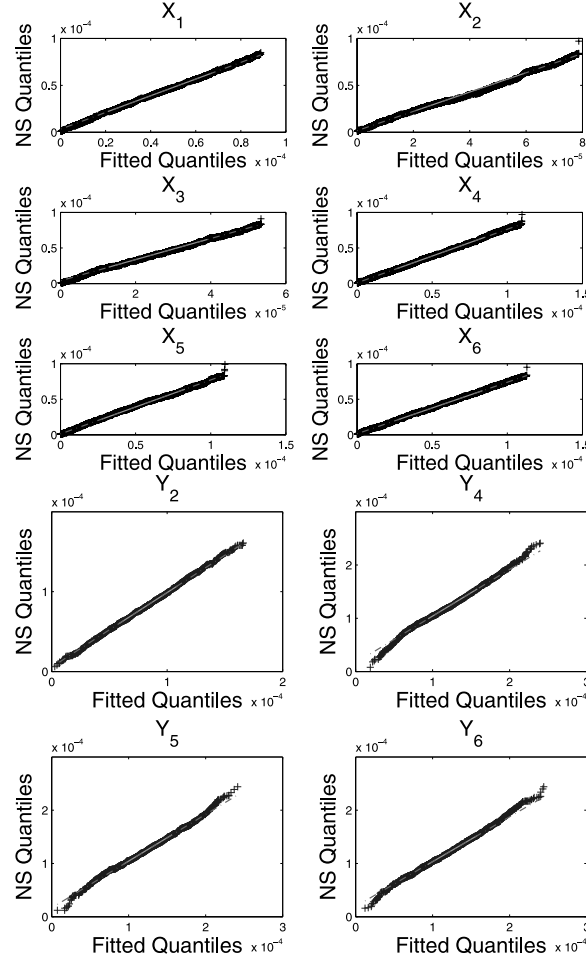 X1
X2
x 10^−4
x 10^−4
NS Quantiles
1
0.5
0
0
0.2
0.4
0.6
0.8
1
Fitted Quantiles
x 10^−4
NS Quantiles
1
0.5
0
0
2
4
6
8
Fitted Quantiles
x 10^−5
X3
X4
x 10^−4
x 10^−4
NS Quantiles
1
0.5
0
0
2
4
6
Fitted Quantiles
x 10^−5
NS Quantiles
1
0.5
0
0
0.5
1
1.5
Fitted Quantiles
x 10^−4
X5
X6
x 10^−4
x 10^−4
NS Quantiles
1
0.5
0
0
0.5
1
1.5
Fitted Quantiles
x 10^−4
NS Quantiles
1
0.5
0
0
0.5
1
1.5
Fitted Quantiles
x 10^−4
Y2
Y4
x 10^−4
x 10^−4
NS Quantiles
1
0
0
1
2
Fitted Quantiles
x 10^−4
NS Quantiles
2
1
0
0
1
2
3
Fitted Quantiles
x 10^−4
Y5
Y6
x 10^−4
x 10^−4
NS Quantiles
2
1
0
0
1
2
3
Fitted Quantiles
x 10^−4
NS Quantiles
2
1
0
0
1
2
3
Fitted Quantiles
x 10^−4